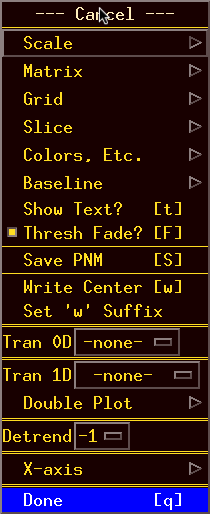 --- Cancel ---
Scale
Matrix
Grid
Slice
Colors, Etc.
Baseline
Show Text? [t]
Thresh Fade? [F]
Save PNM [S]
Write Center [w]
Set 'w' Suffix
Tran 0D -none-
Tran 1D -none-
Double Plot
Detrend -1
X-axis
Done [q]